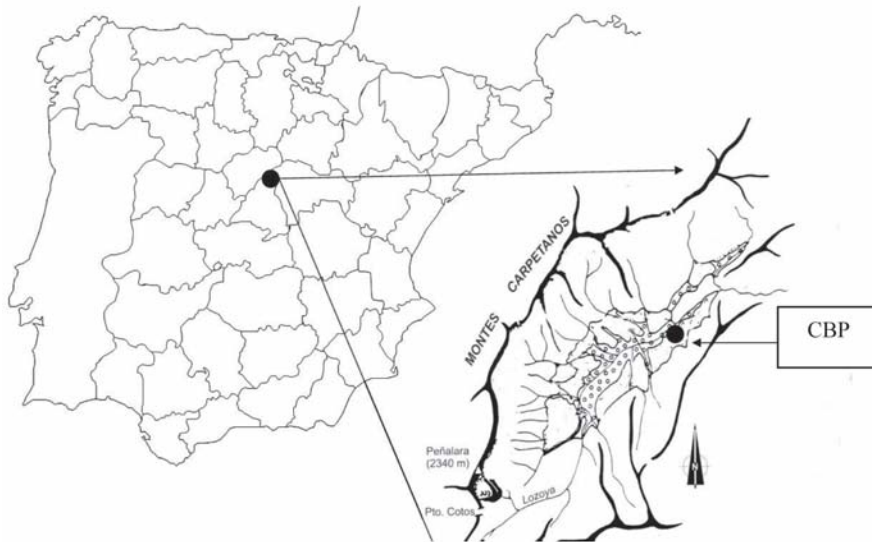 MONTES CARPETANOS
CBP
Peñalara
(2340 m)
Lozoya
Pto. Cotos
N